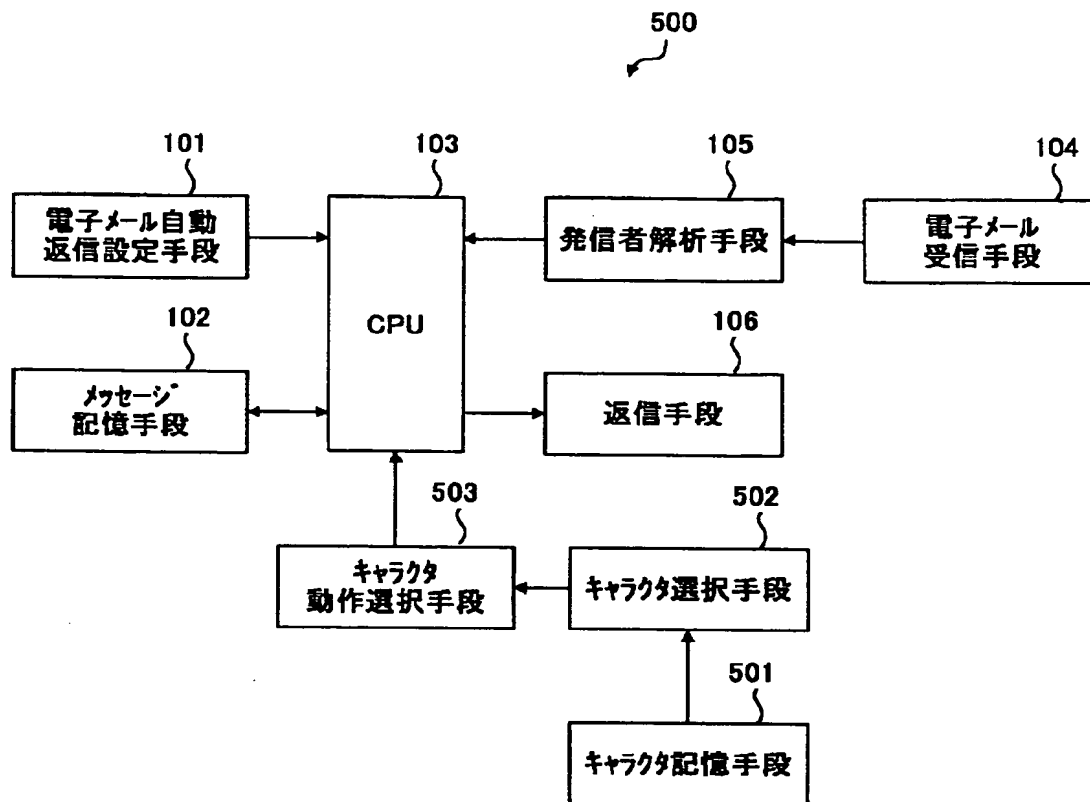 500
101
103
105
104
電子メール自動
返信設定手段
CPU
発信者解析手段
電子メール
受信手段
102
106
メッセージ
記憶手段
返信手段
503
502
キャラクタ
動作選択手段
キャラクタ選択手段
501
キャラクタ記憶手段